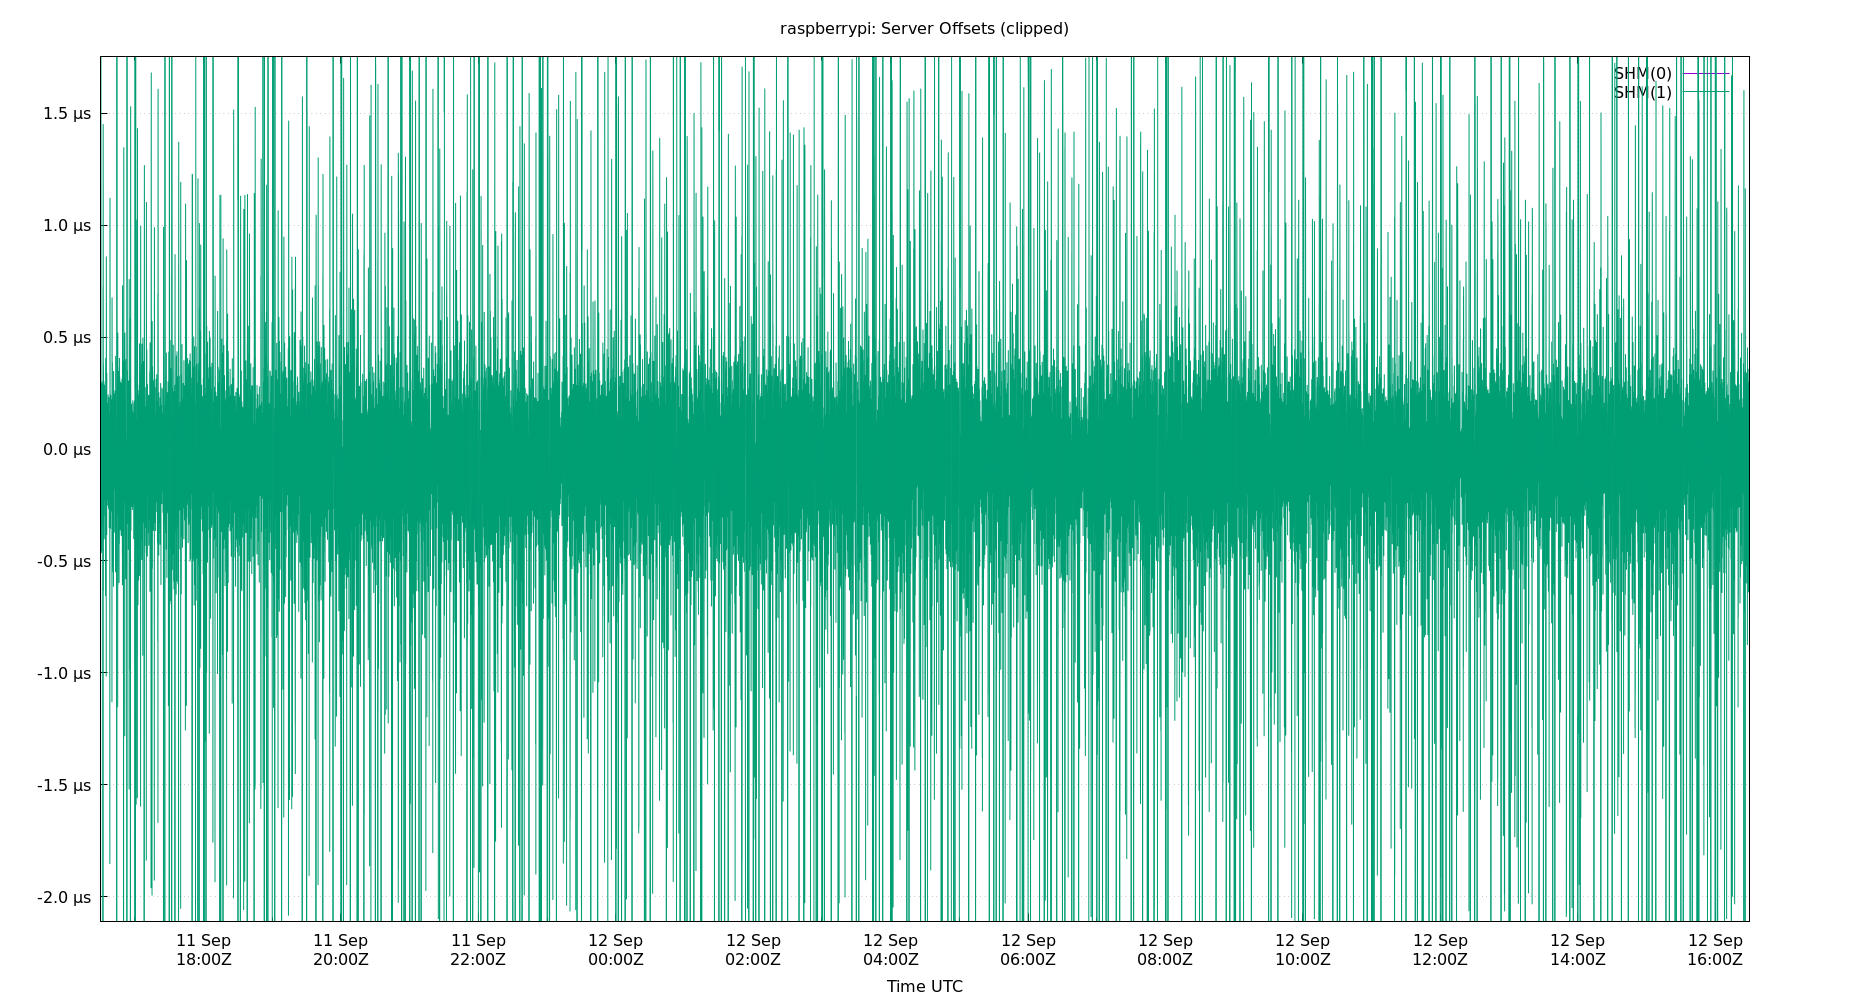 raspberrypi: Server Offsets (clipped)
SHM(0)
SHM(1)
1.5 µs
1.0 µs
0.5 µs
0.0 µs
-0.5 µs
-1.0 µs
-1.5 µs
-2.0 µs
11 Sep 11 Sep 11 Sep 12 Sep 12 Sep 12 Sep 12 Sep 12 Sep 12 Sep 12 Sep 12 Sep 12 Sep
18:00Z 20:00Z 22:00Z 00:00Z 02:00Z 04:00Z 06:00Z 08:00Z 10:00Z 12:00Z 14:00Z 16:00Z
Time UTC